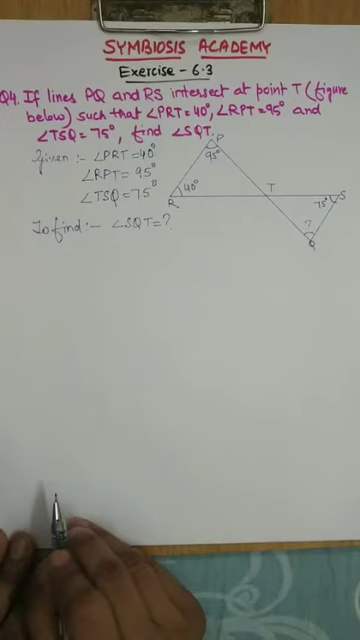 SYMBIOSIS ACADEMY
Exercise - 6.3
Q4. If lines PQ and RS intersect at point T (figure
below) such that ∠PRT = 40°, ∠RPT = 95° and
∠TSQ = 75°, find ∠SQT.
Given :- ∠PRT = 40°
∠RPT = 95°
∠TSQ = 75°
To find :- ∠SQT = ?
P
95°
40°
R
T
S
75°
?
Q